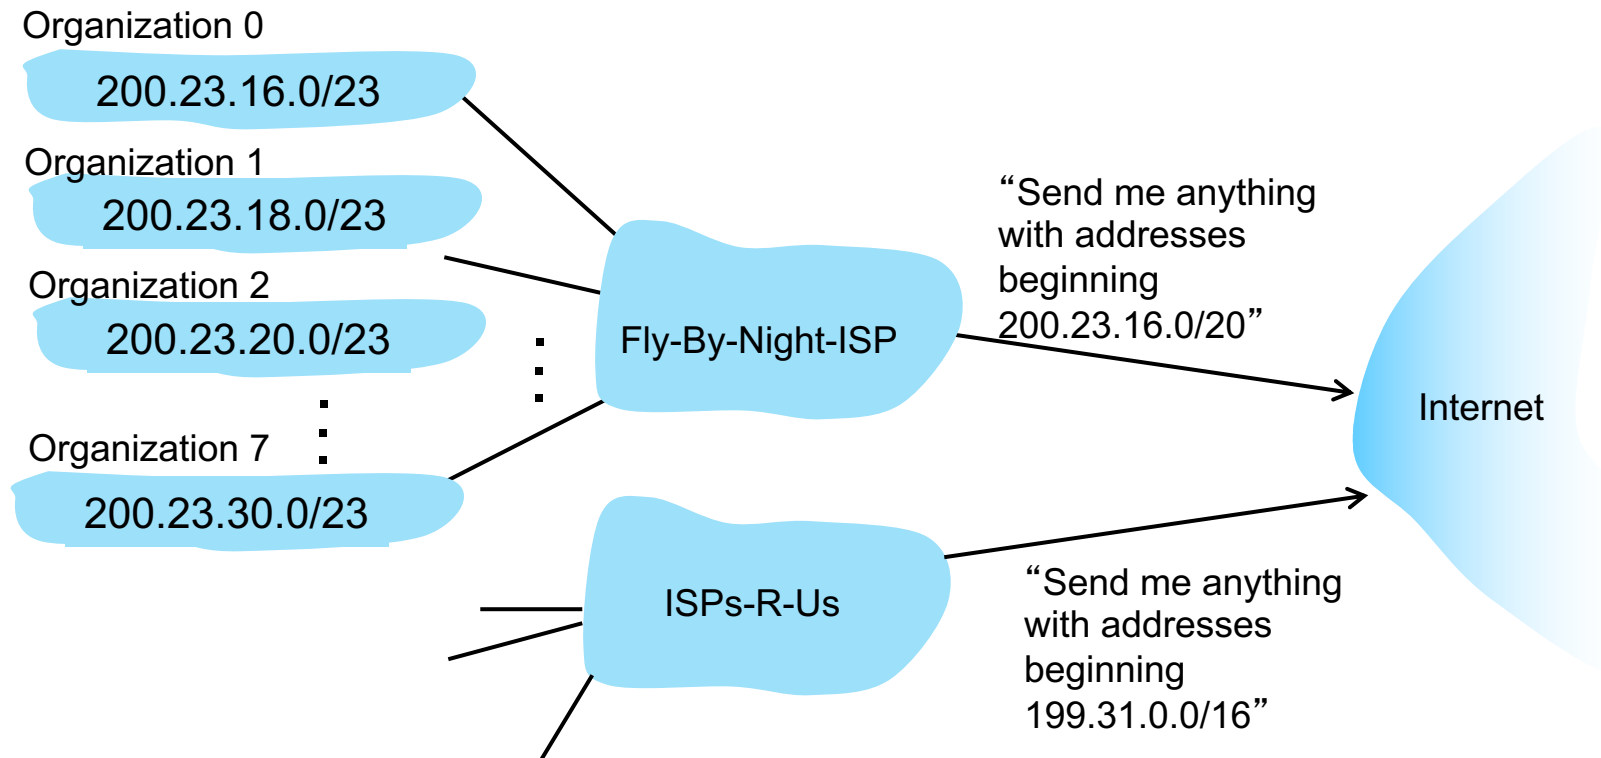 Organization 0
200.23.16.0/23
Organization 1
200.23.18.0/23
Organization 2
200.23.20.0/23
Organization 7
200.23.30.0/23
Fly-By-Night-ISP
“Send me anything
with addresses
beginning
200.23.16.0/20”
Internet
ISPs-R-Us
“Send me anything
with addresses
beginning
199.31.0.0/16”